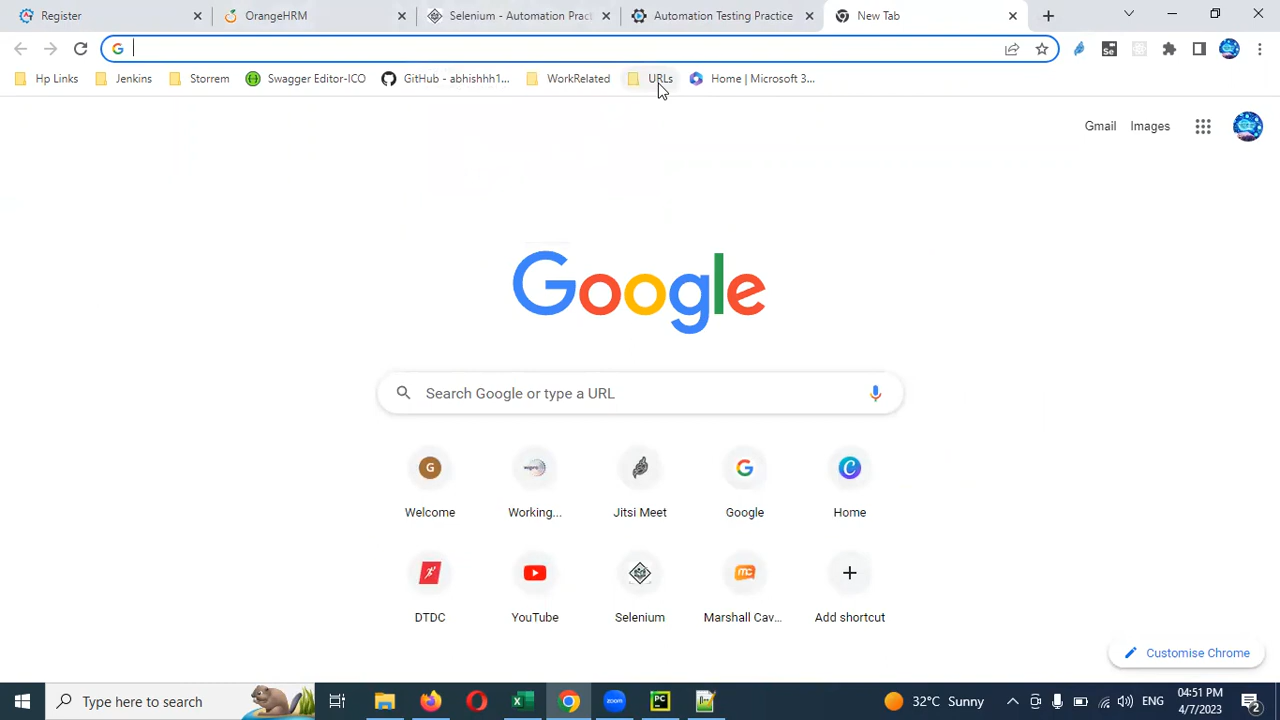 Register
OrangeHRM
Selenium - Automation Pract
Automation Testing Practice
New Tab
Hp Links
Jenkins
Storrem
Swagger Editor-ICO
GitHub - abhishhh1...
WorkRelated
URLs
Home | Microsoft 3...
Gmail
Images
Google
Search Google or type a URL
Welcome
Working...
Jitsi Meet
Google
Home
DTDC
YouTube
Selenium
Marshall Cav...
Add shortcut
Customise Chrome
Type here to search
32°C Sunny
ENG
04:51 PM
4/7/2023
2